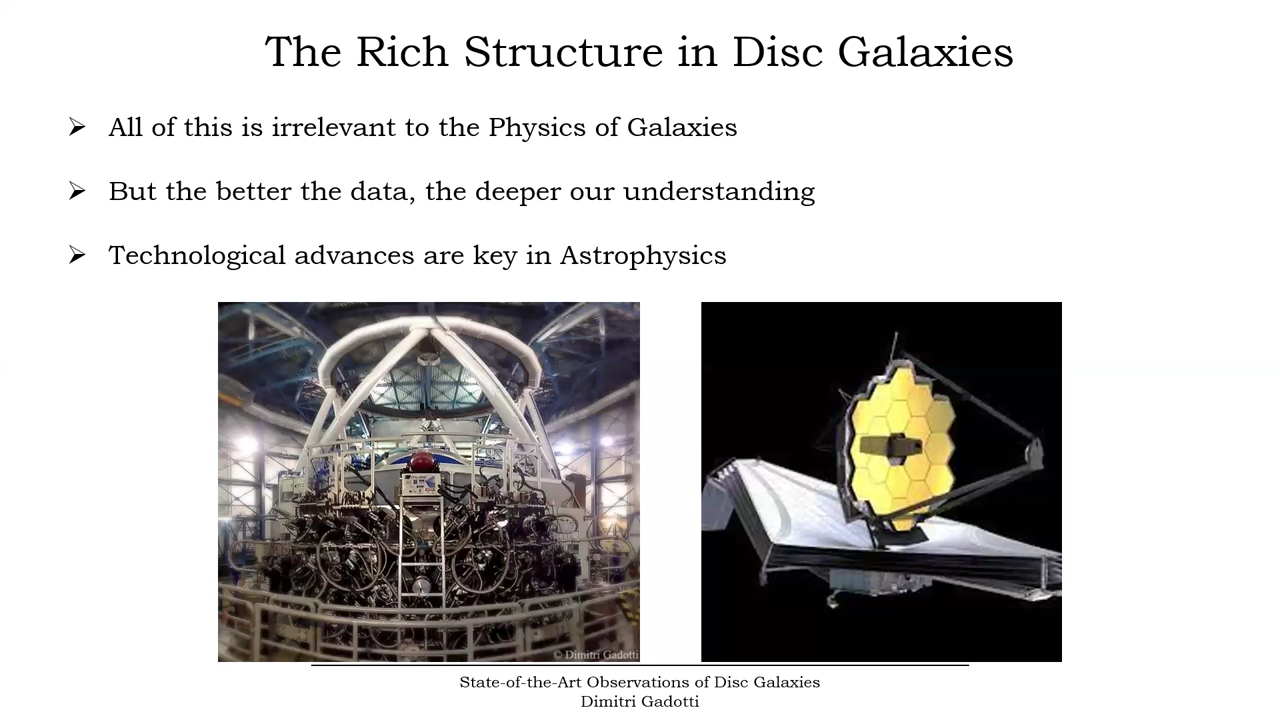 The Rich Structure in Disc Galaxies
All of this is irrelevant to the Physics of Galaxies
But the better the data, the deeper our understanding
Technological advances are key in Astrophysics
© Dimitri Gadotti
State-of-the-Art Observations of Disc Galaxies
Dimitri Gadotti